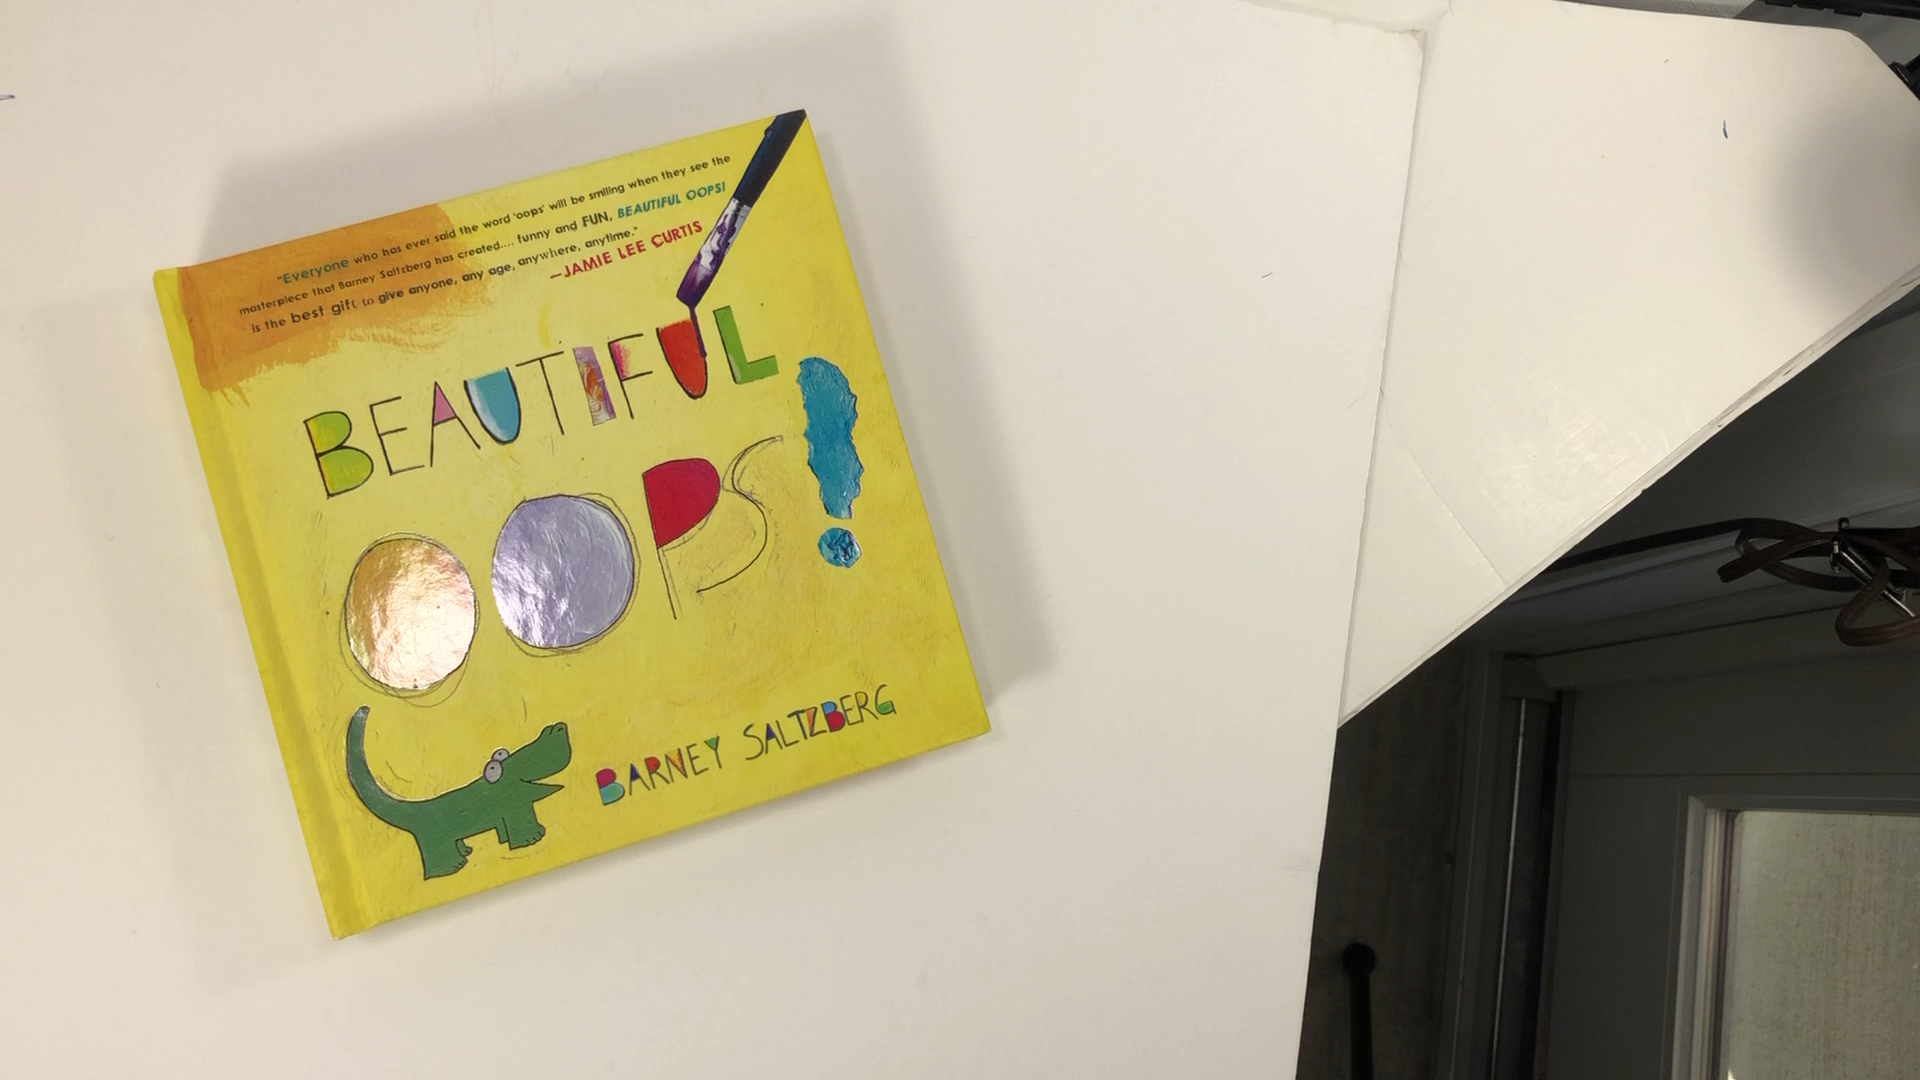 "Everyone who has ever said the word 'oops' will be smiling when they see the
masterpiece that Barney Saltzberg has created.... funny and FUN, BEAUTIFUL OOPS!
is the best gift to give anyone, any age, anywhere, anytime."
—JAMIE LEE CURTIS
BEAUTIFUL
OOPS!
BARNEY SALTZBERG